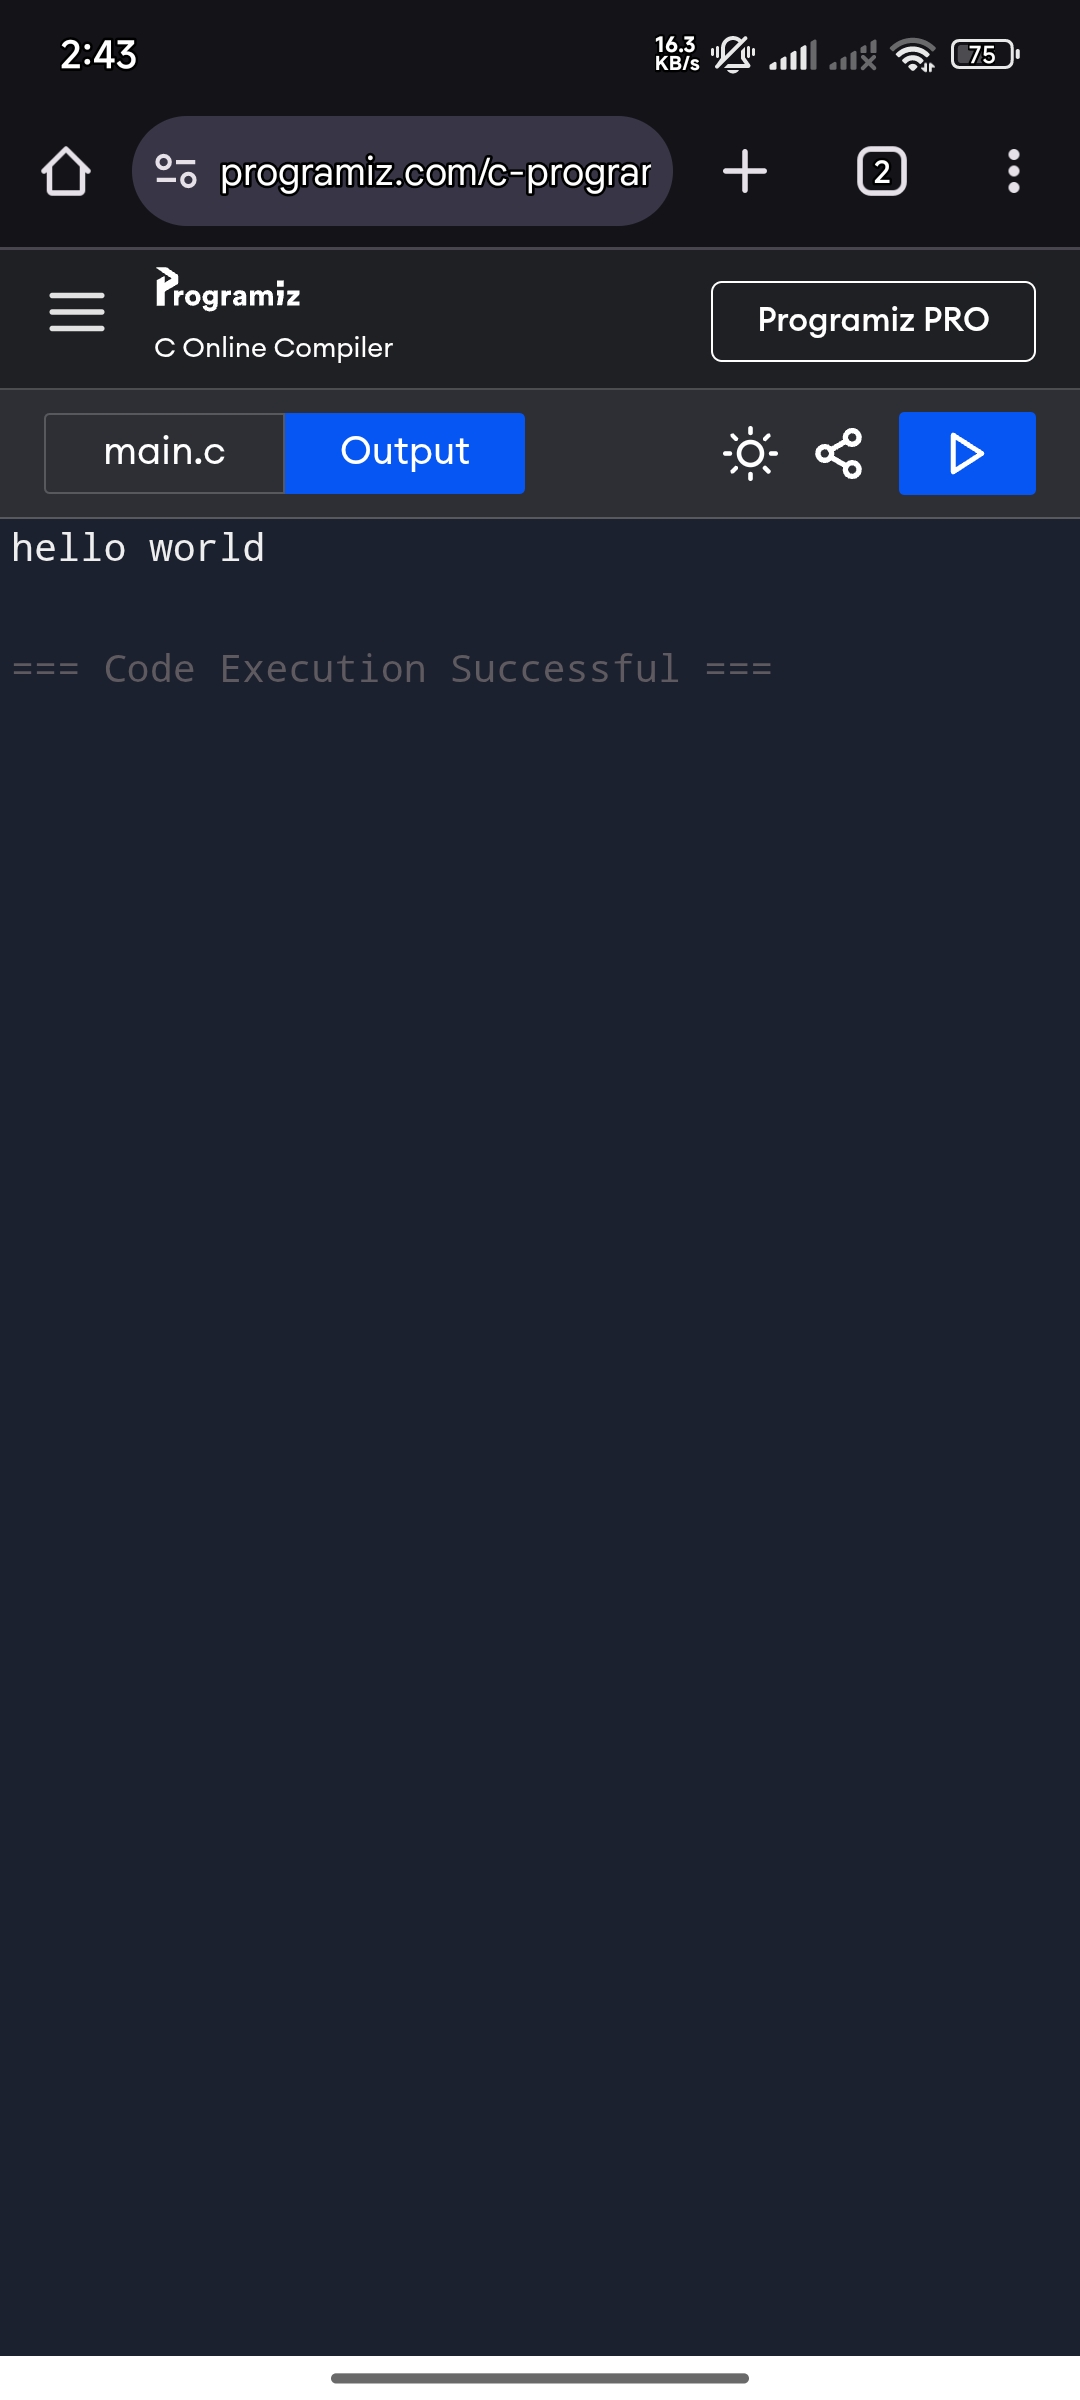 2:43
16.3
KB/s
75
programiz.com/c-prograr
2
Programiz
C Online Compiler
Programiz PRO
main.c
Output
hello world
=== Code Execution Successful ===